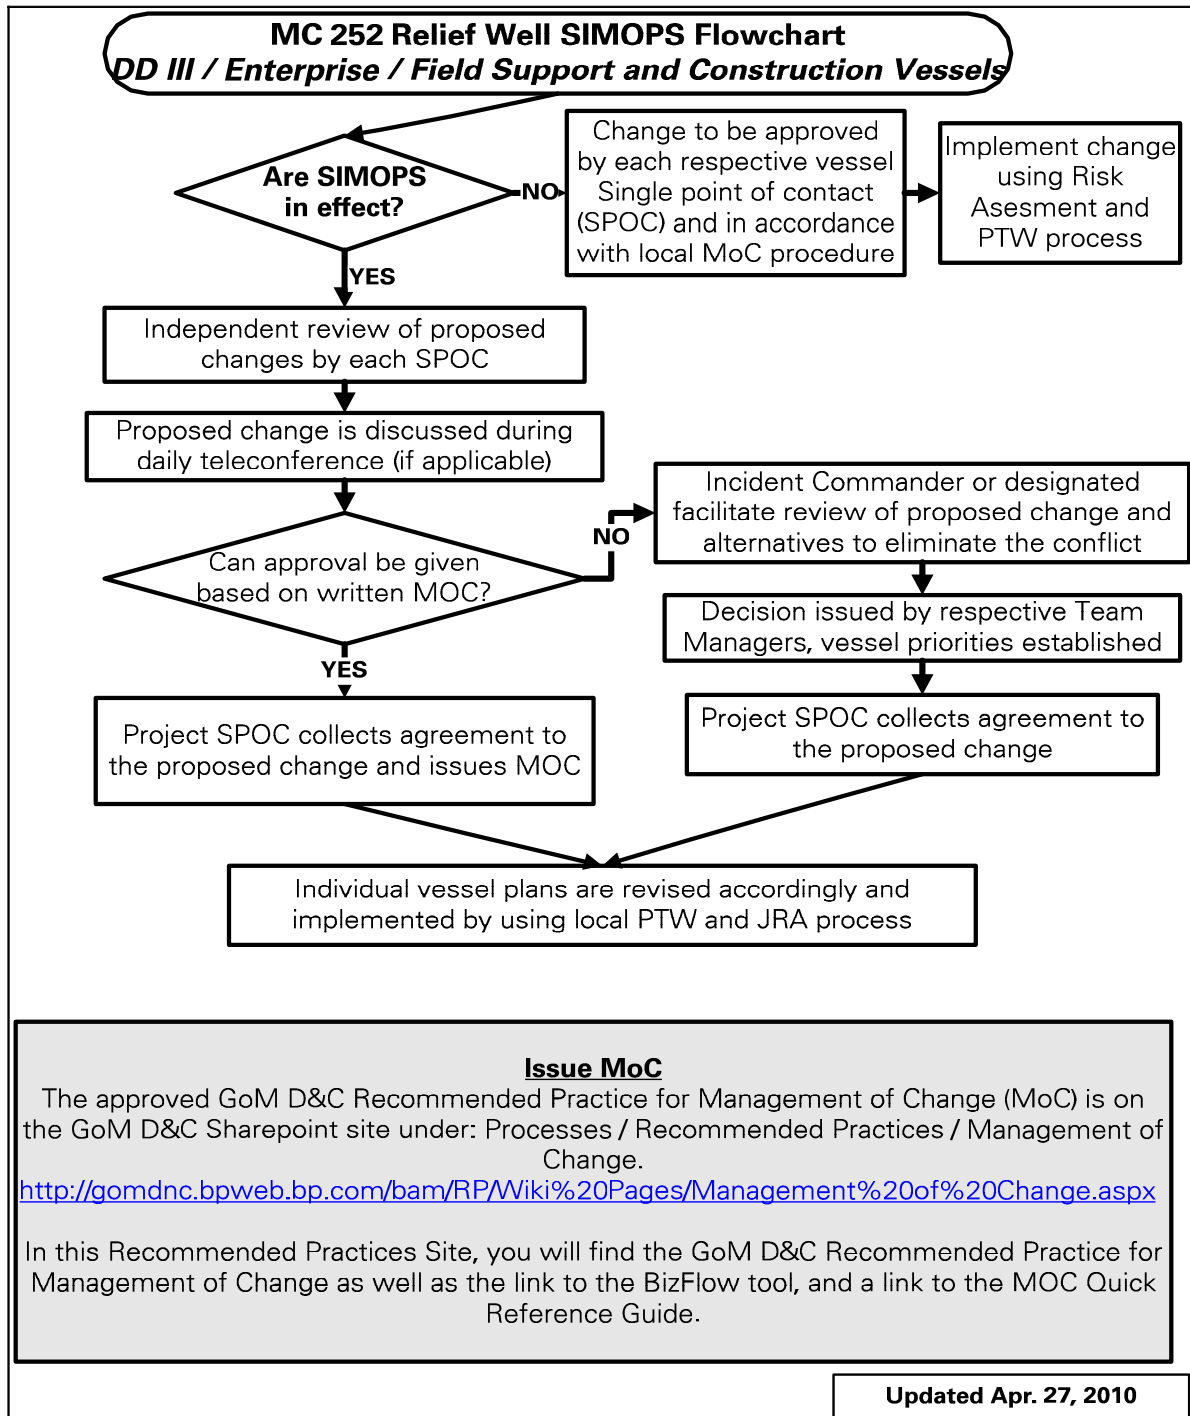 MC 252 Relief Well SIMOPS Flowchart
DD III / Enterprise / Field Support and Construction Vessels
Are SIMOPS
in effect?
NO
Change to be approved
by each respective vessel
Single point of contact
(SPOC) and in accordance
with local MoC procedure
Implement change
using Risk
Asesment and
PTW process
YES
Independent review of proposed
changes by each SPOC
Proposed change is discussed during
daily teleconference (if applicable)
Can approval be given
based on written MOC?
NO
Incident Commander or designated
facilitate review of proposed change and
alternatives to eliminate the conflict
Decision issued by respective Team
Managers, vessel priorities established
YES
Project SPOC collects agreement to
the proposed change and issues MOC
Project SPOC collects agreement to
the proposed change
Individual vessel plans are revised accordingly and
implemented by using local PTW and JRA process
Issue MoC
The approved GoM D&C Recommended Practice for Management of Change (MoC) is on
the GoM D&C Sharepoint site under: Processes / Recommended Practices / Management of
Change.
http://gomdnc.bpweb.bp.com/bam/RP/Wiki%20Pages/Management%20of%20Change.aspx
In this Recommended Practices Site, you will find the GoM D&C Recommended Practice for
Management of Change as well as the link to the BizFlow tool, and a link to the MOC Quick
Reference Guide.
Updated Apr. 27, 2010